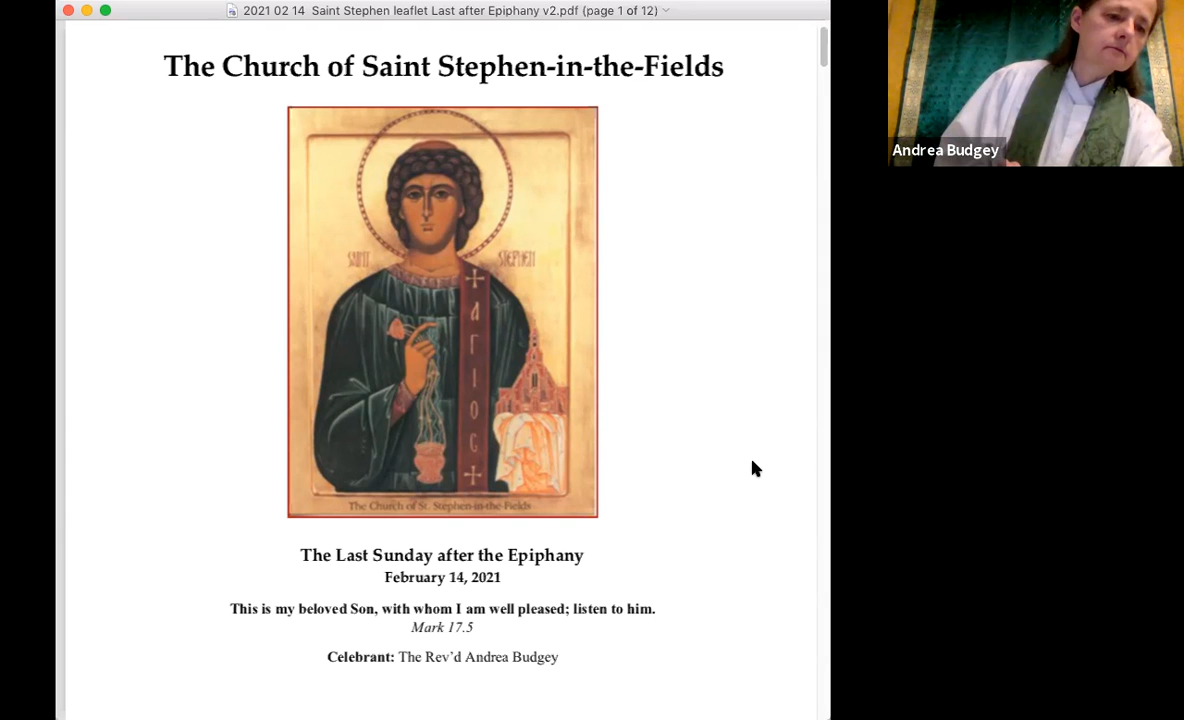 2021 02 14 Saint Stephen leaflet Last after Epiphany v2.pdf (page 1 of 12)
The Church of Saint Stephen-in-the-Fields
SAINT STEPHEN
ΑΓΙΟC
The Church of St. Stephen-in-the-Fields
The Last Sunday after the Epiphany
February 14, 2021
This is my beloved Son, with whom I am well pleased; listen to him.
Mark 17.5
Celebrant: The Rev'd Andrea Budgey
Andrea Budgey